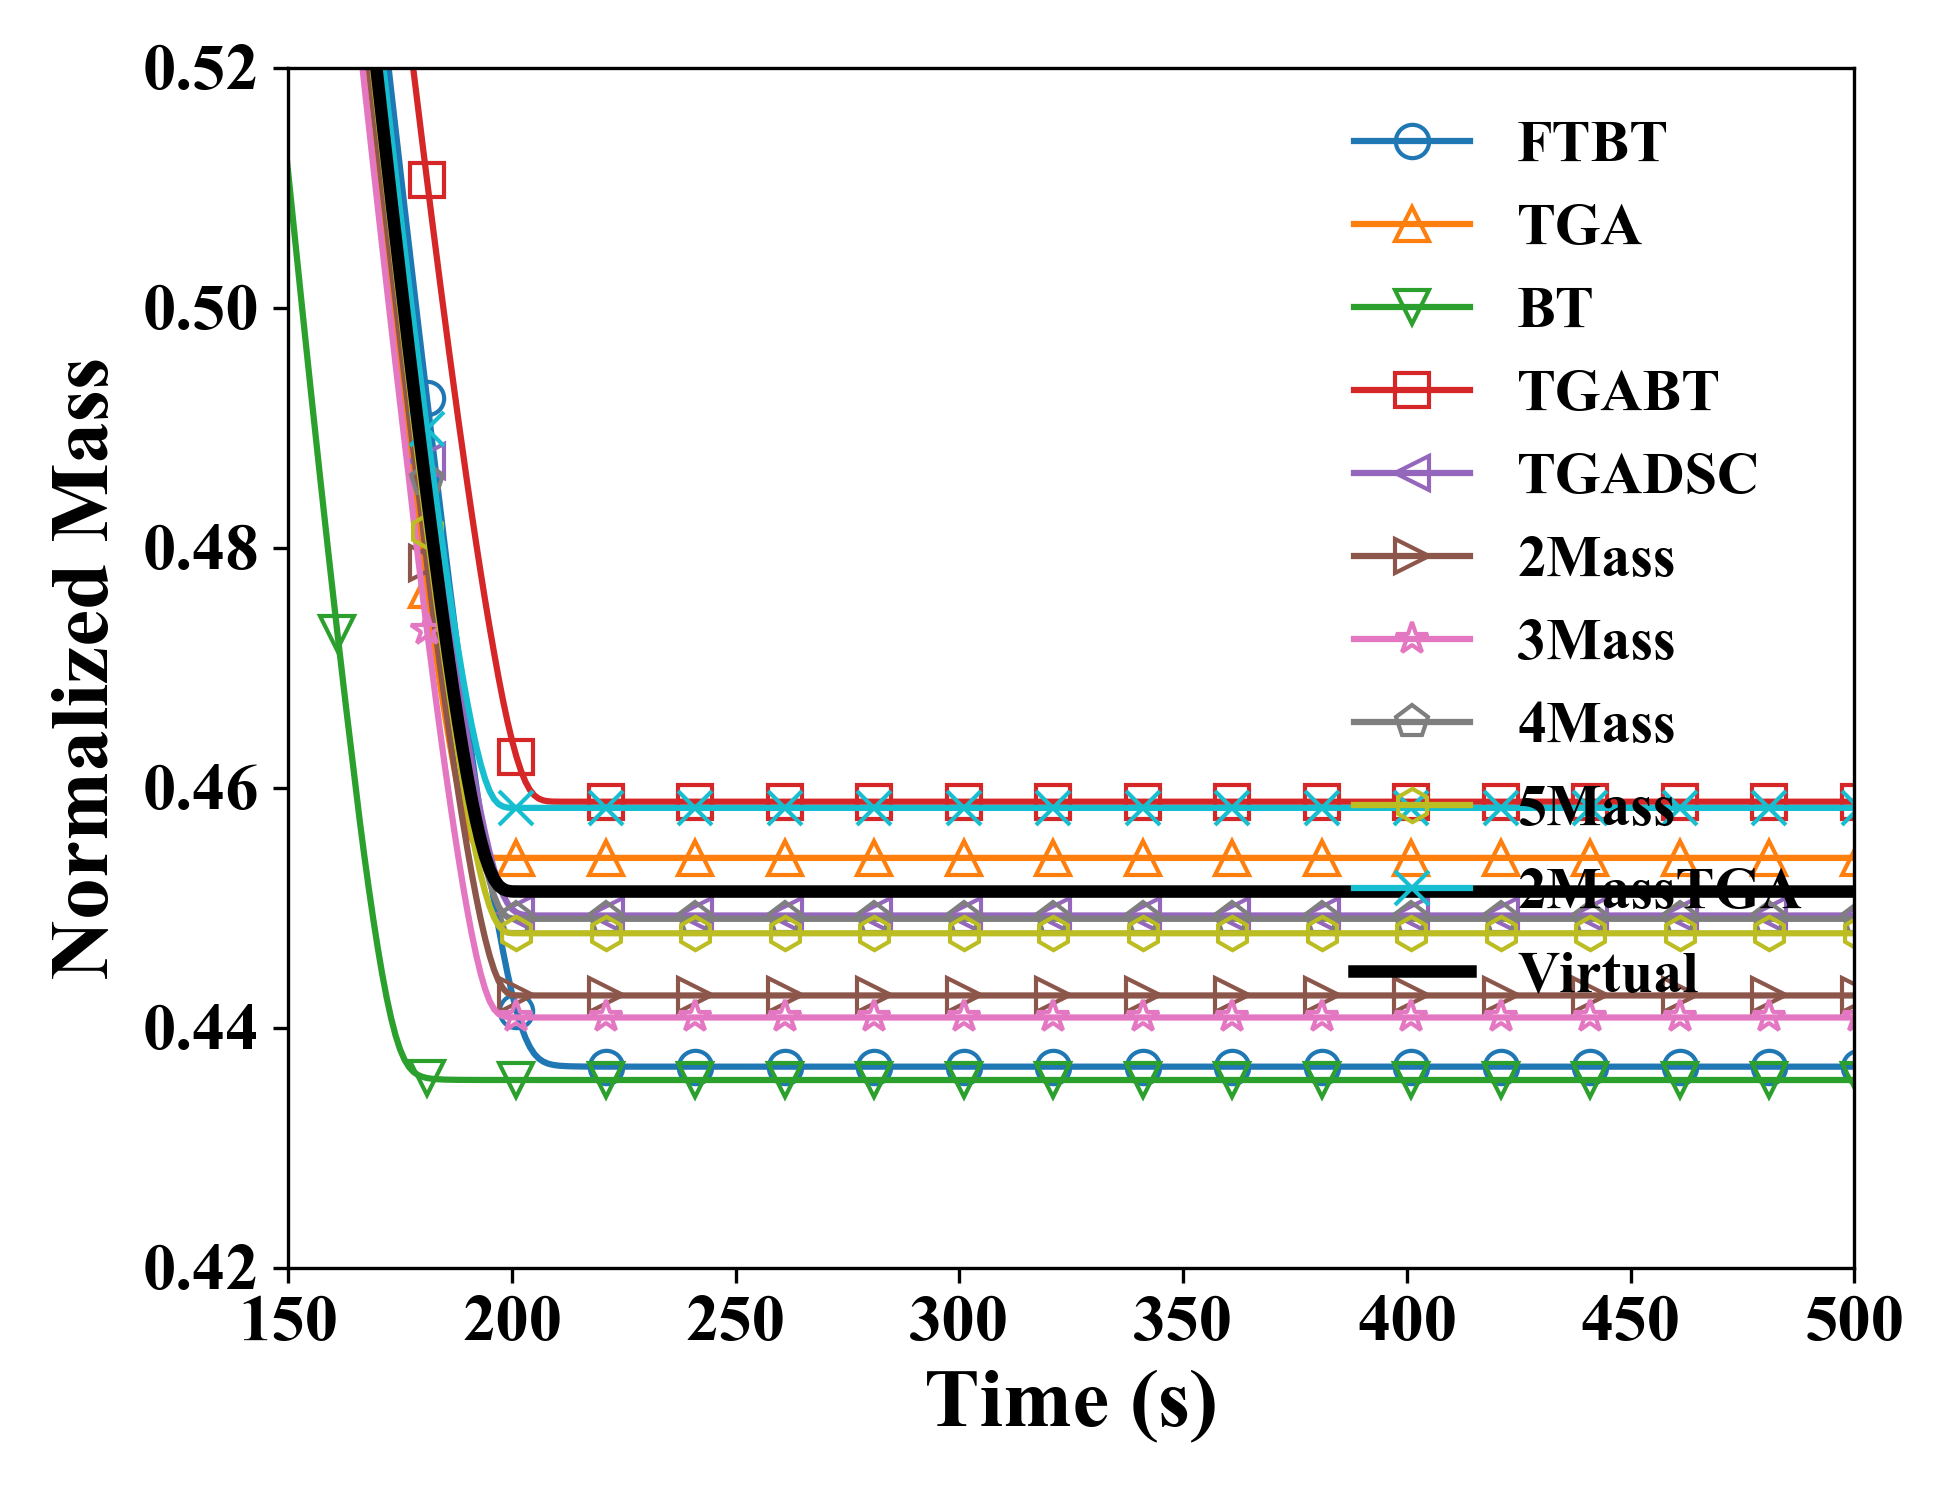 Normalized Mass
0.52
0.50
0.48
0.46
0.44
0.42
FTBT
TGA
BT
TGABT
TGADSC
2Mass
3Mass
4Mass
5Mass
2MassTGA
Virtual
150 200 250 300 350 400 450 500
Time (s)